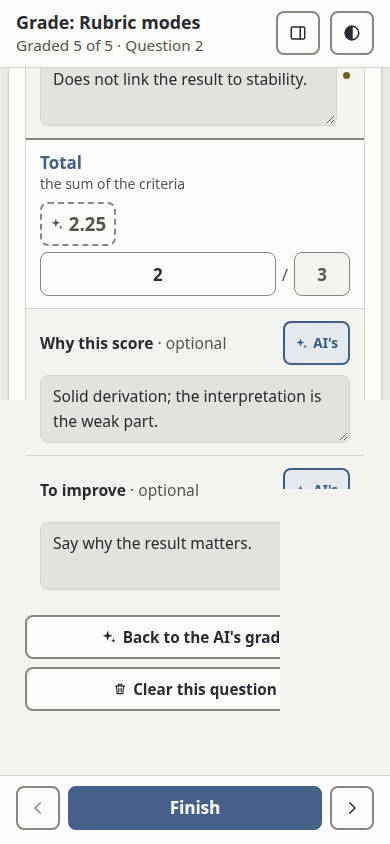 Grade: Rubric modes
Graded 5 of 5 · Question 2
Does not link the result to stability.
Total
the sum of the criteria
2.25
2 / 3
Why this score · optional AI's
Solid derivation; the interpretation is
the weak part.
To improve · optional AI's
Say why the result matters.
Back to the AI's grad
Clear this question
Finish